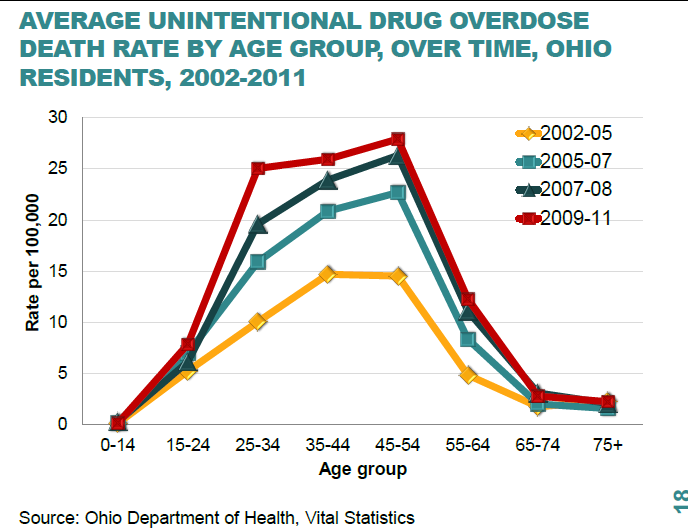 AVERAGE UNINTENTIONAL DRUG OVERDOSE
DEATH RATE BY AGE GROUP, OVER TIME, OHIO
RESIDENTS, 2002-2011
30
25
20
15
10
5
0
Rate per 100,000
2002-05
2005-07
2007-08
2009-11
0-14 15-24 25-34 35-44 45-54 55-64 65-74 75+
Age group
Source: Ohio Department of Health, Vital Statistics
18